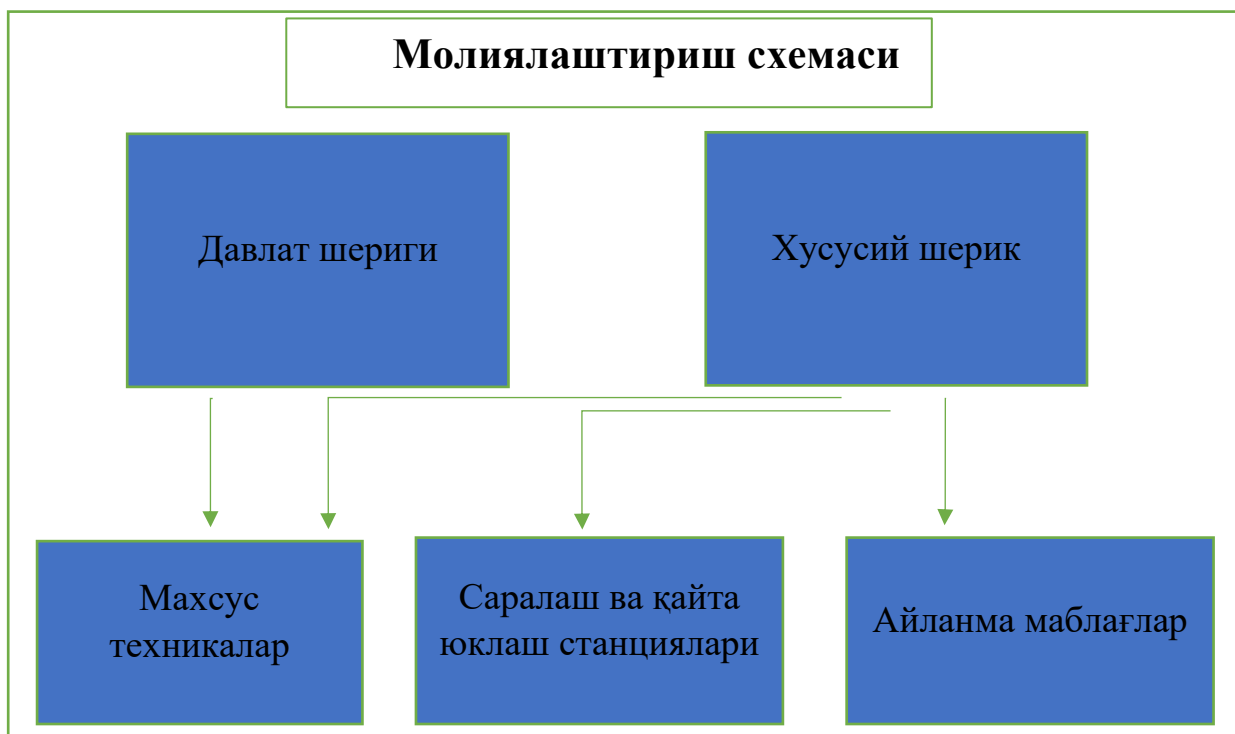 Молиялаштириш схемаси
Давлат шериги
Хусусий шерик
Махсус
техникалар
Саралаш ва қайта
юклаш станциялари
Айланма маблағлар